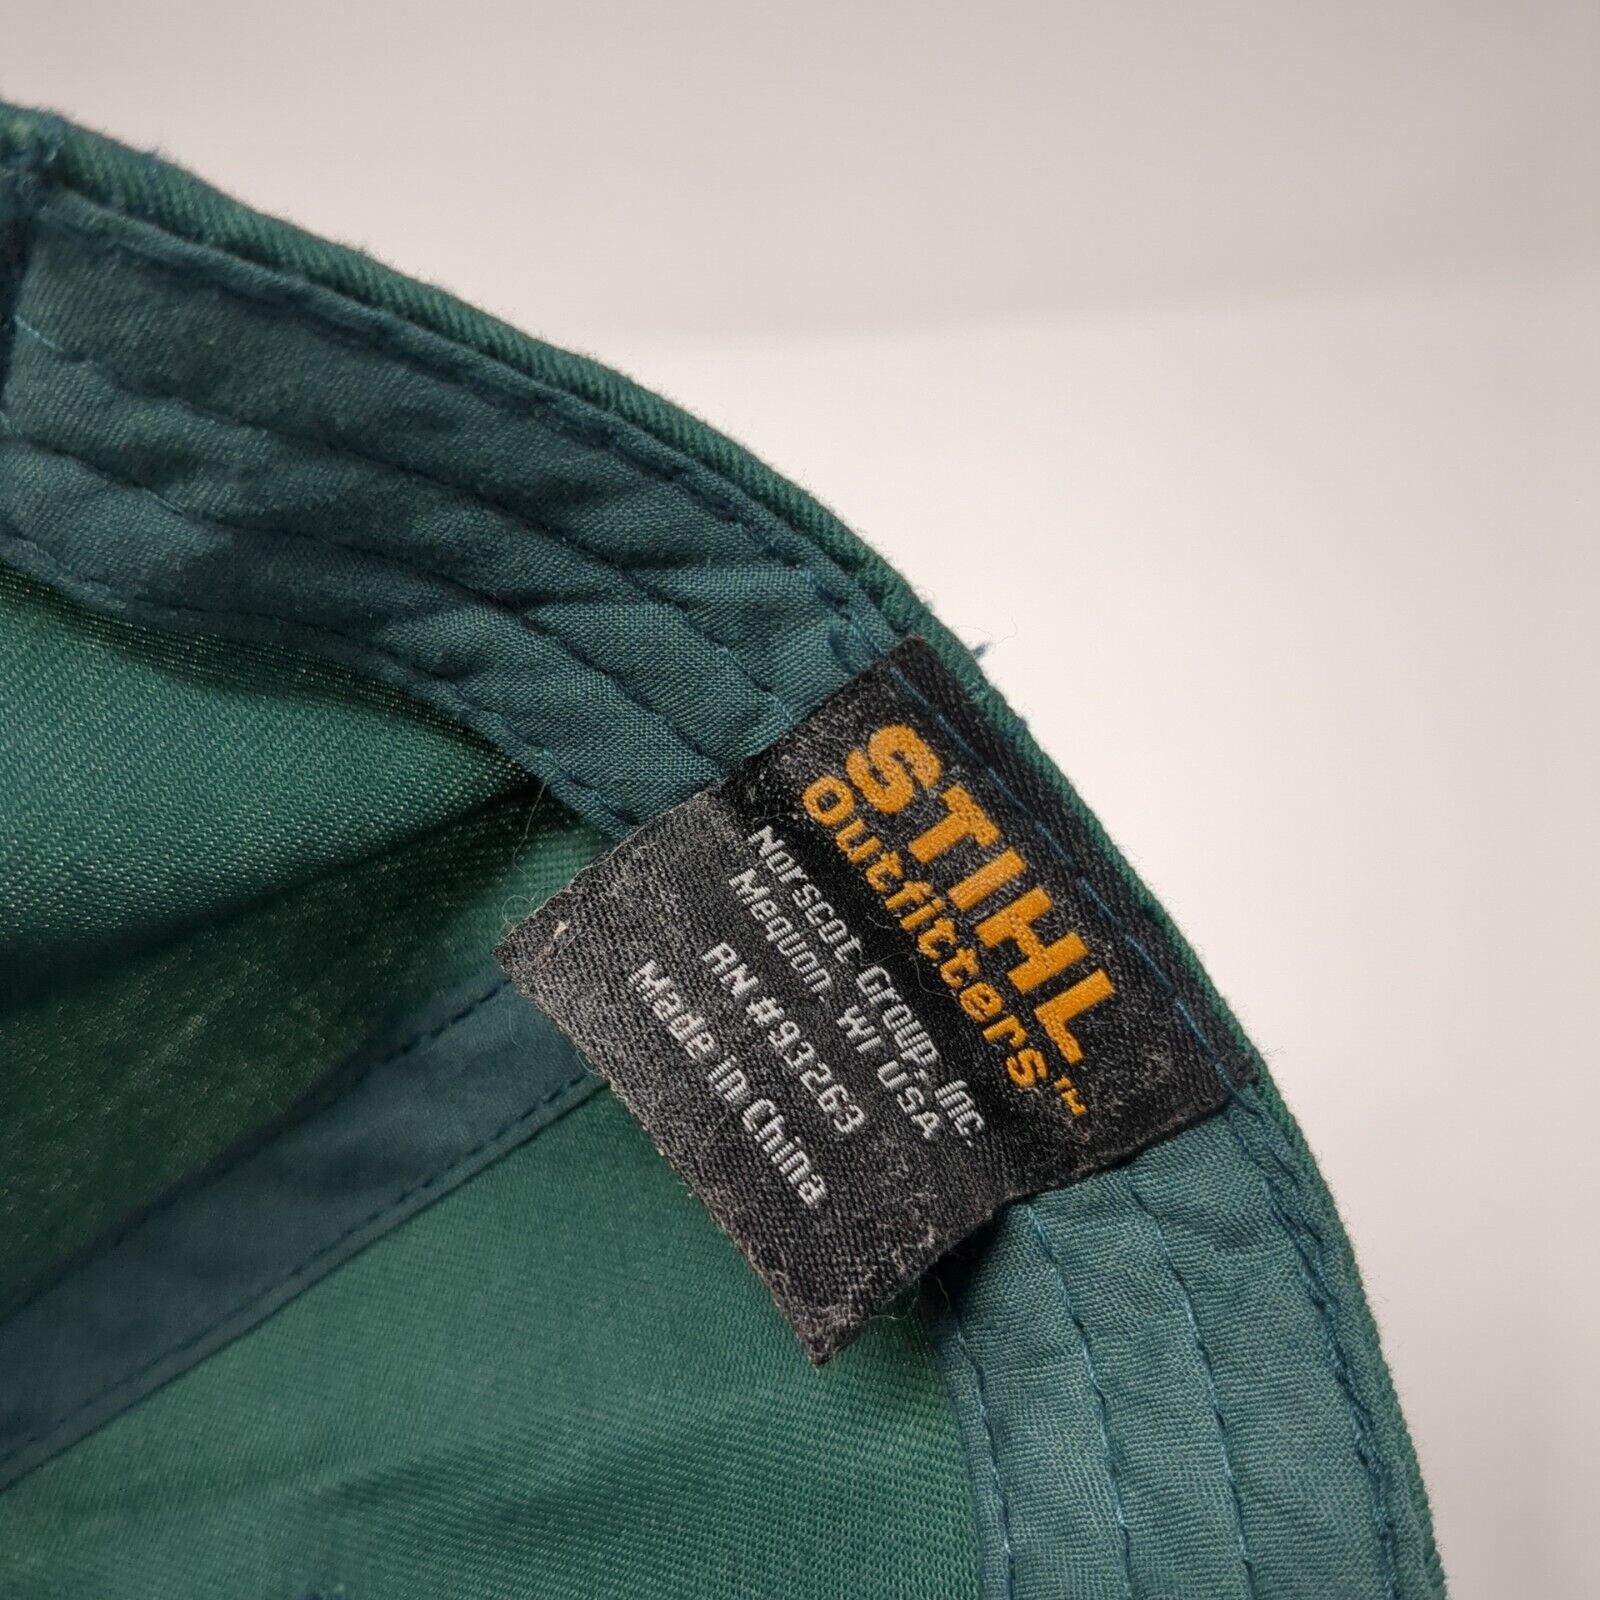 STIHL
Outfitters™
Norscot Group, Inc.
Mequon, WI USA
RN #93263
Made in China